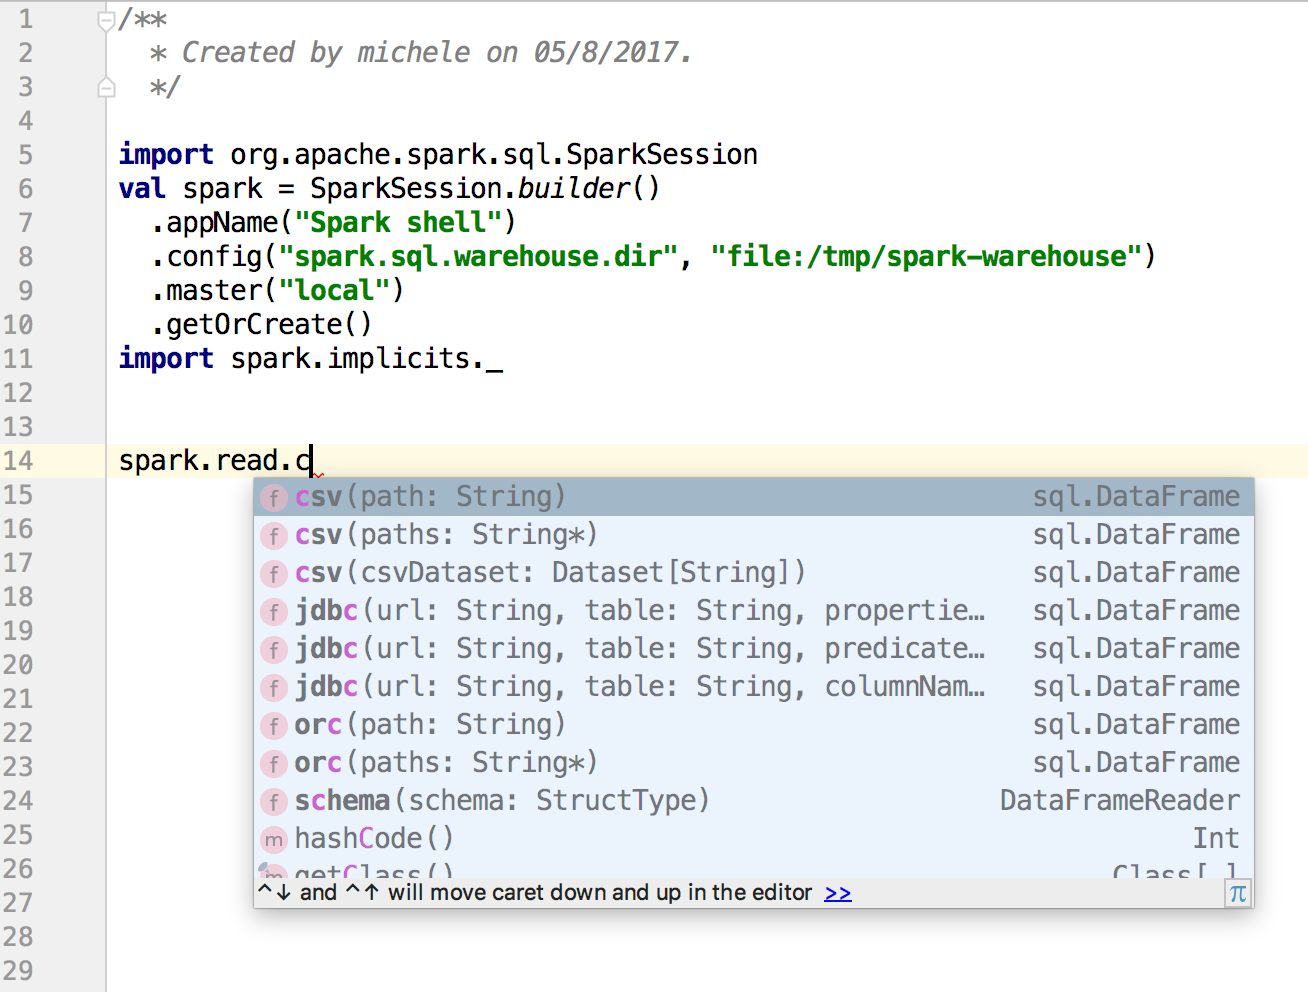 1 /**
2 * Created by michele on 05/8/2017.
3 */
4
5 import org.apache.spark.sql.SparkSession
6 val spark = SparkSession.builder()
7 .appName("Spark shell")
8 .config("spark.sql.warehouse.dir", "file:/tmp/spark-warehouse")
9 .master("local")
10 .getOrCreate()
11 import spark.implicits._
12
13
14 spark.read.c
15 f csv(path: String) sql.DataFrame
16 f csv(paths: String*) sql.DataFrame
17 f csv(csvDataset: Dataset[String]) sql.DataFrame
18 f jdbc(url: String, table: String, propertie… sql.DataFrame
19 f jdbc(url: String, table: String, predicate… sql.DataFrame
20 f jdbc(url: String, table: String, columnNam… sql.DataFrame
21 f orc(path: String) sql.DataFrame
22 f orc(paths: String*) sql.DataFrame
23 f schema(schema: StructType) DataFrameReader
24 m hashCode() Int
25 m getClass() Class[_]
26 ^↓ and ^↑ will move caret down and up in the editor >> π
27
28
29